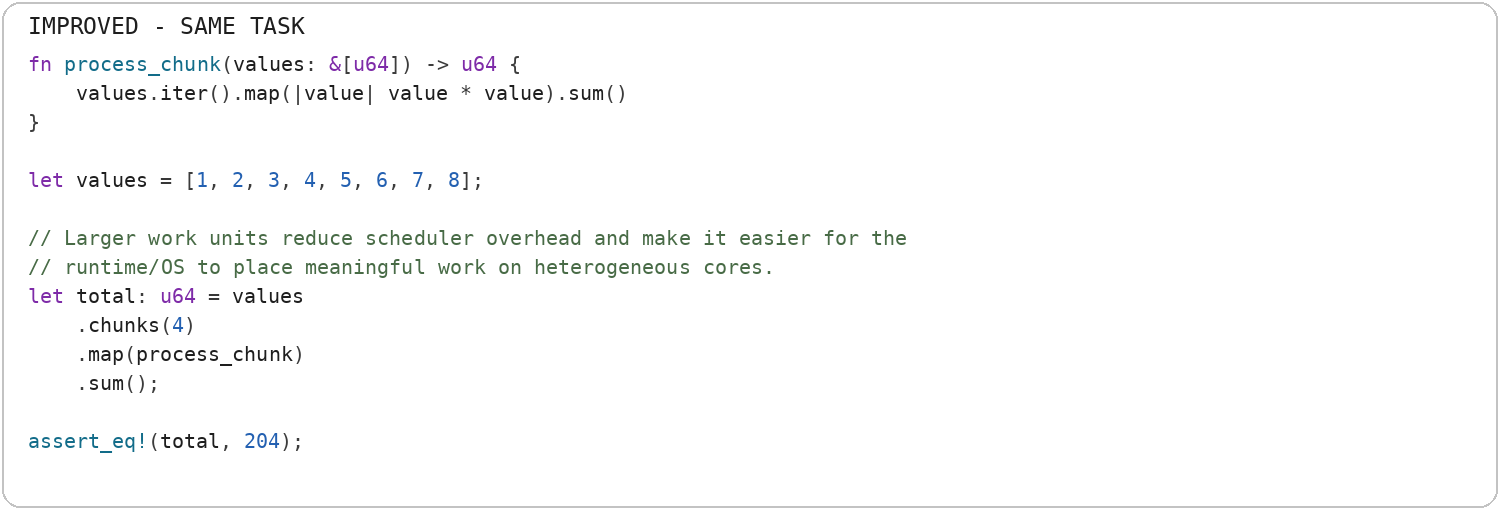 IMPROVED - SAME TASK
fn process_chunk(values: &[u64]) -> u64 {
    values.iter().map(|value| value * value).sum()
}
let values = [1, 2, 3, 4, 5, 6, 7, 8];
// Larger work units reduce scheduler overhead and make it easier for the
// runtime/OS to place meaningful work on heterogeneous cores.
let total: u64 = values
    .chunks(4)
    .map(process_chunk)
    .sum();
assert_eq!(total, 204);